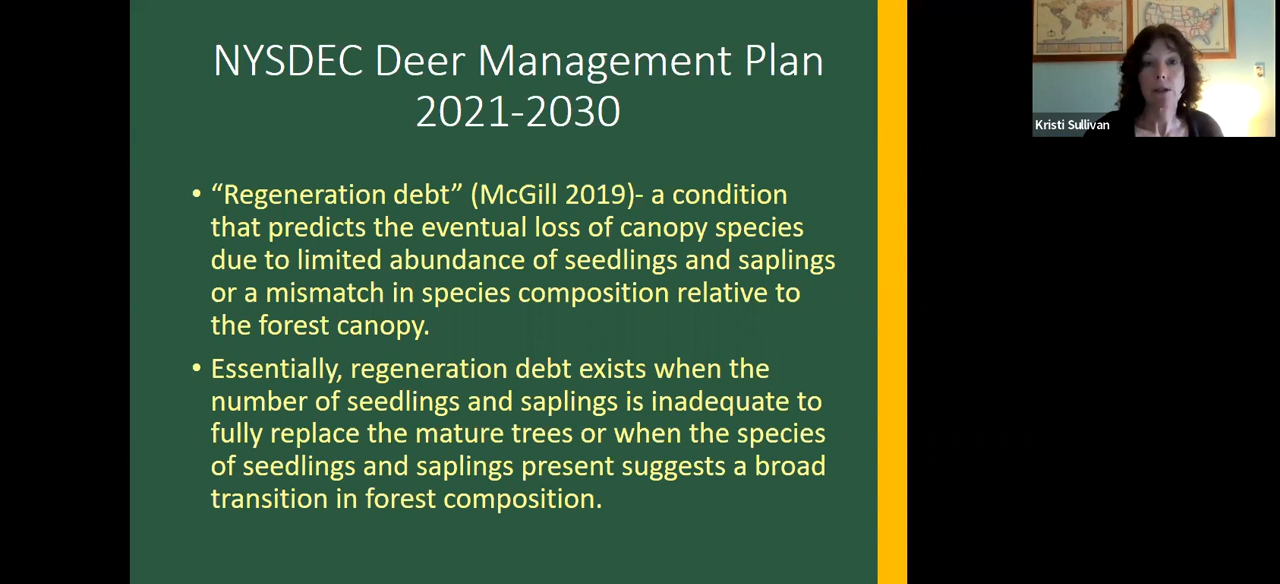 NYSDEC Deer Management Plan
2021-2030
• “Regeneration debt” (McGill 2019)- a condition
that predicts the eventual loss of canopy species
due to limited abundance of seedlings and saplings
or a mismatch in species composition relative to
the forest canopy.
• Essentially, regeneration debt exists when the
number of seedlings and saplings is inadequate to
fully replace the mature trees or when the species
of seedlings and saplings present suggests a broad
transition in forest composition.
Kristi Sullivan